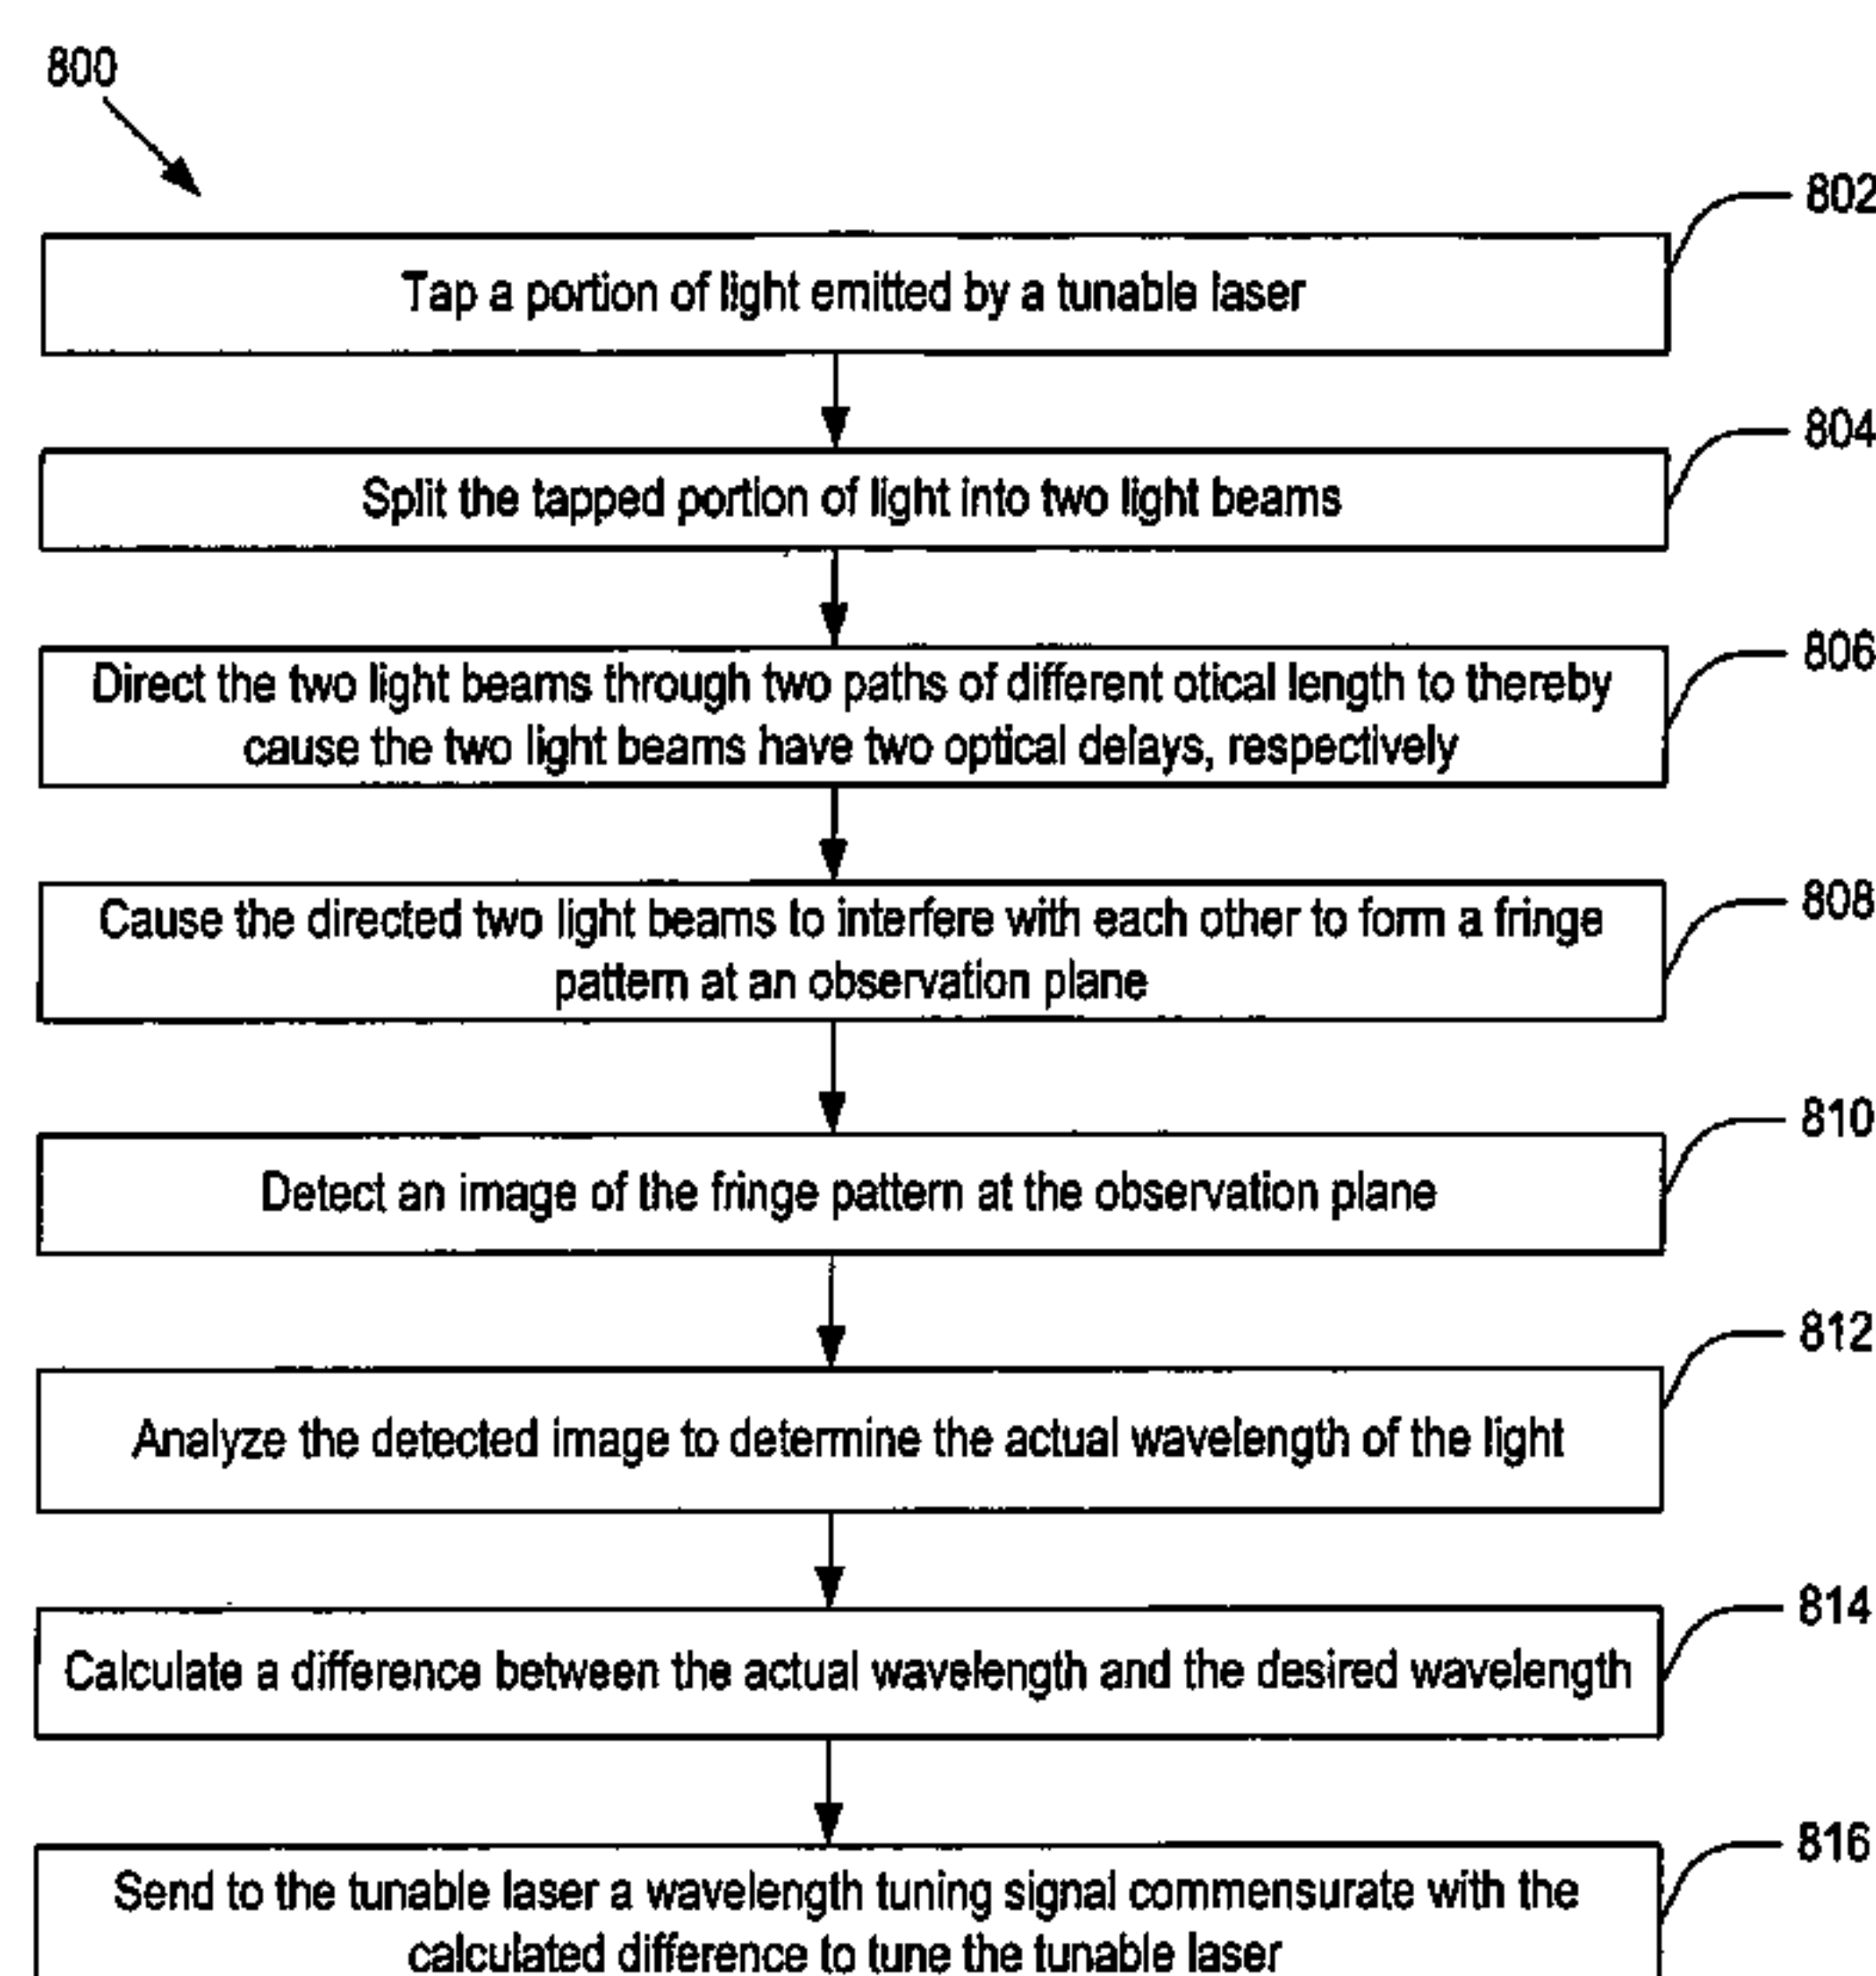 800
802
Tap a portion of light emitted by a tunable laser
804
Split the tapped portion of light into two light beams
806
Direct the two light beams through two paths of different otical length to thereby
cause the two light beams have two optical delays, respectively
808
Cause the directed two light beams to interfere with each other to form a fringe
pattern at an observation plane
810
Detect an image of the fringe pattern at the observation plane
812
Analyze the detected image to determine the actual wavelength of the light
814
Calculate a difference between the actual wavelength and the desired wavelength
816
Send to the tunable laser a wavelength tuning signal commensurate with the
calculated difference to tune the tunable laser